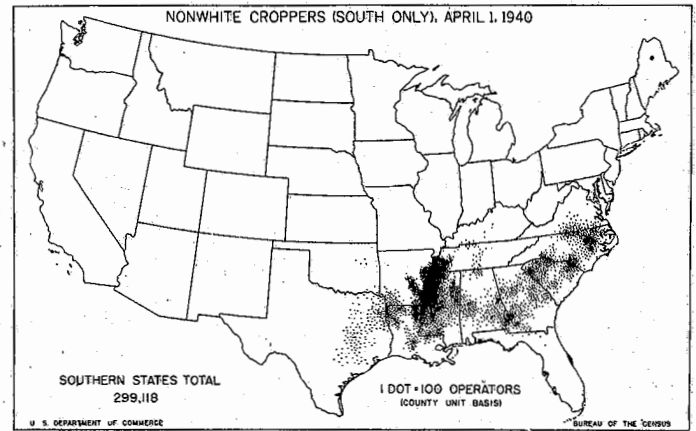 NONWHITE CROPPERS (SOUTH ONLY), APRIL 1, 1940
SOUTHERN STATES TOTAL
299,118
1 DOT = 100 OPERATORS
(COUNTY UNIT BASIS)
U. S. DEPARTMENT OF COMMERCE
BUREAU OF THE CENSUS